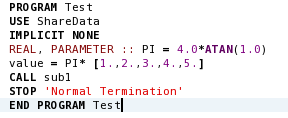 PROGRAM Test
USE ShareData
IMPLICIT NONE
REAL, PARAMETER :: PI = 4.0*ATAN(1.0)
value = PI* [1.,2.,3.,4.,5.]
CALL sub1
STOP 'Normal Termination'
END PROGRAM Test